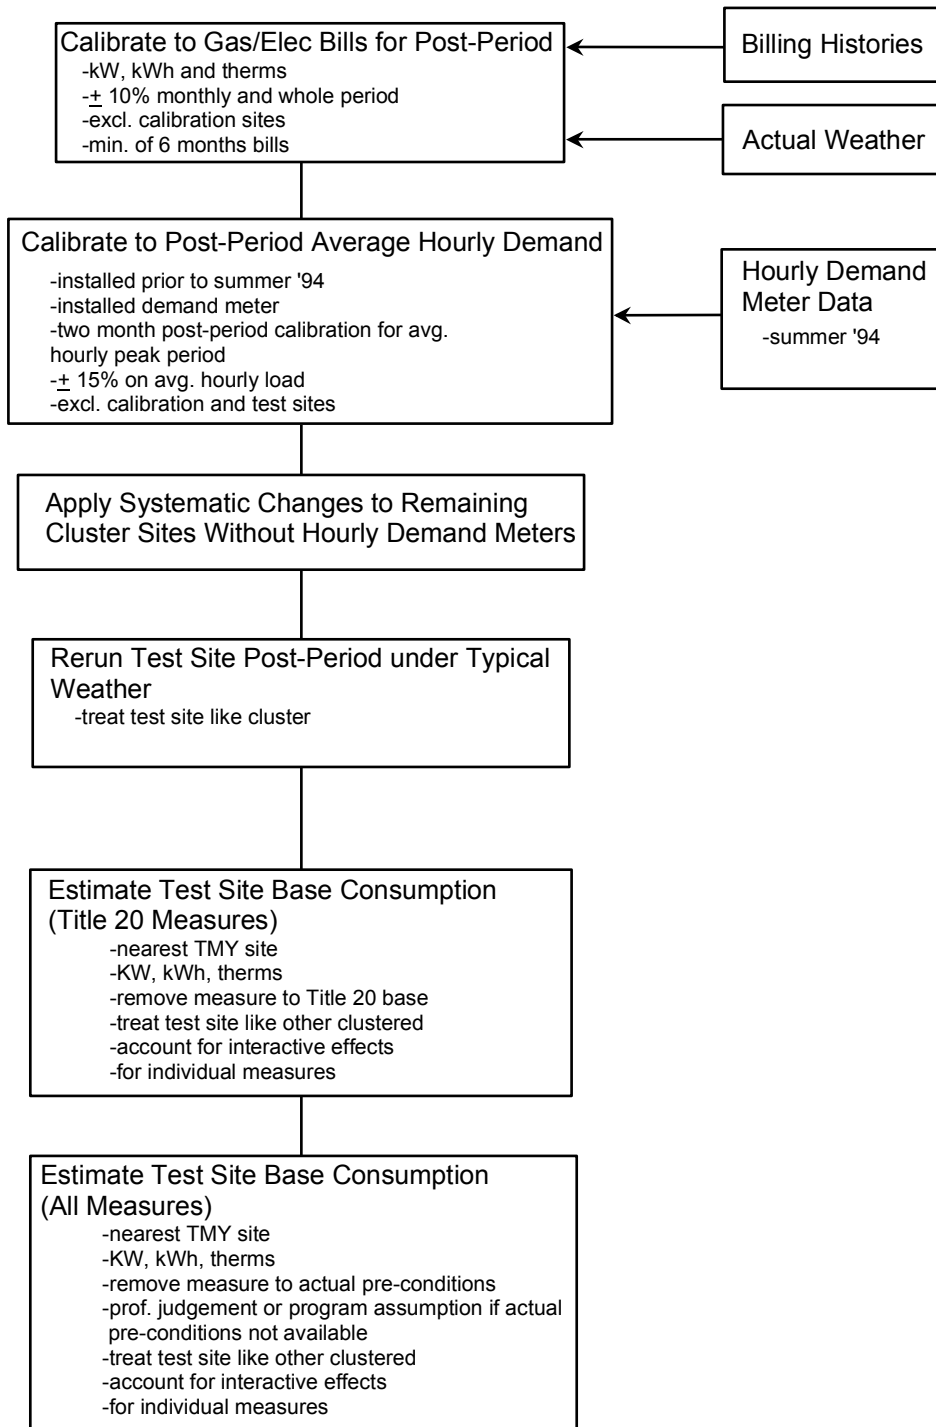 Calibrate to Gas/Elec Bills for Post-Period
-kW, kWh and therms
-+ 10% monthly and whole period
-excl. calibration sites
-min. of 6 months bills
Billing Histories
Actual Weather
Calibrate to Post-Period Average Hourly Demand
-installed prior to summer '94
-installed demand meter
-two month post-period calibration for avg.
hourly peak period
-+ 15% on avg. hourly load
-excl. calibration and test sites
Hourly Demand
Meter Data
-summer '94
Apply Systematic Changes to Remaining
Cluster Sites Without Hourly Demand Meters
Rerun Test Site Post-Period under Typical
Weather
-treat test site like cluster
Estimate Test Site Base Consumption
(Title 20 Measures)
-nearest TMY site
-KW, kWh, therms
-remove measure to Title 20 base
-treat test site like other clustered
-account for interactive effects
-for individual measures
Estimate Test Site Base Consumption
(All Measures)
-nearest TMY site
-KW, kWh, therms
-remove measure to actual pre-conditions
-prof. judgement or program assumption if actual
pre-conditions not available
-treat test site like other clustered
-account for interactive effects
-for individual measures